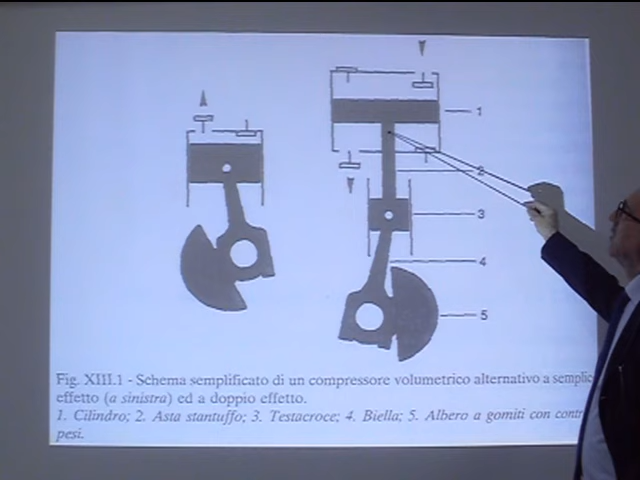 1
2
3
4
5
Fig. XIII.1 - Schema semplificato di un compressore volumetrico alternativo a semplic
effetto (a sinistra) ed a doppio effetto.
1. Cilindro; 2. Asta stantuffo; 3. Testacroce; 4. Biella; 5. Albero a gomiti con contr
pesi.